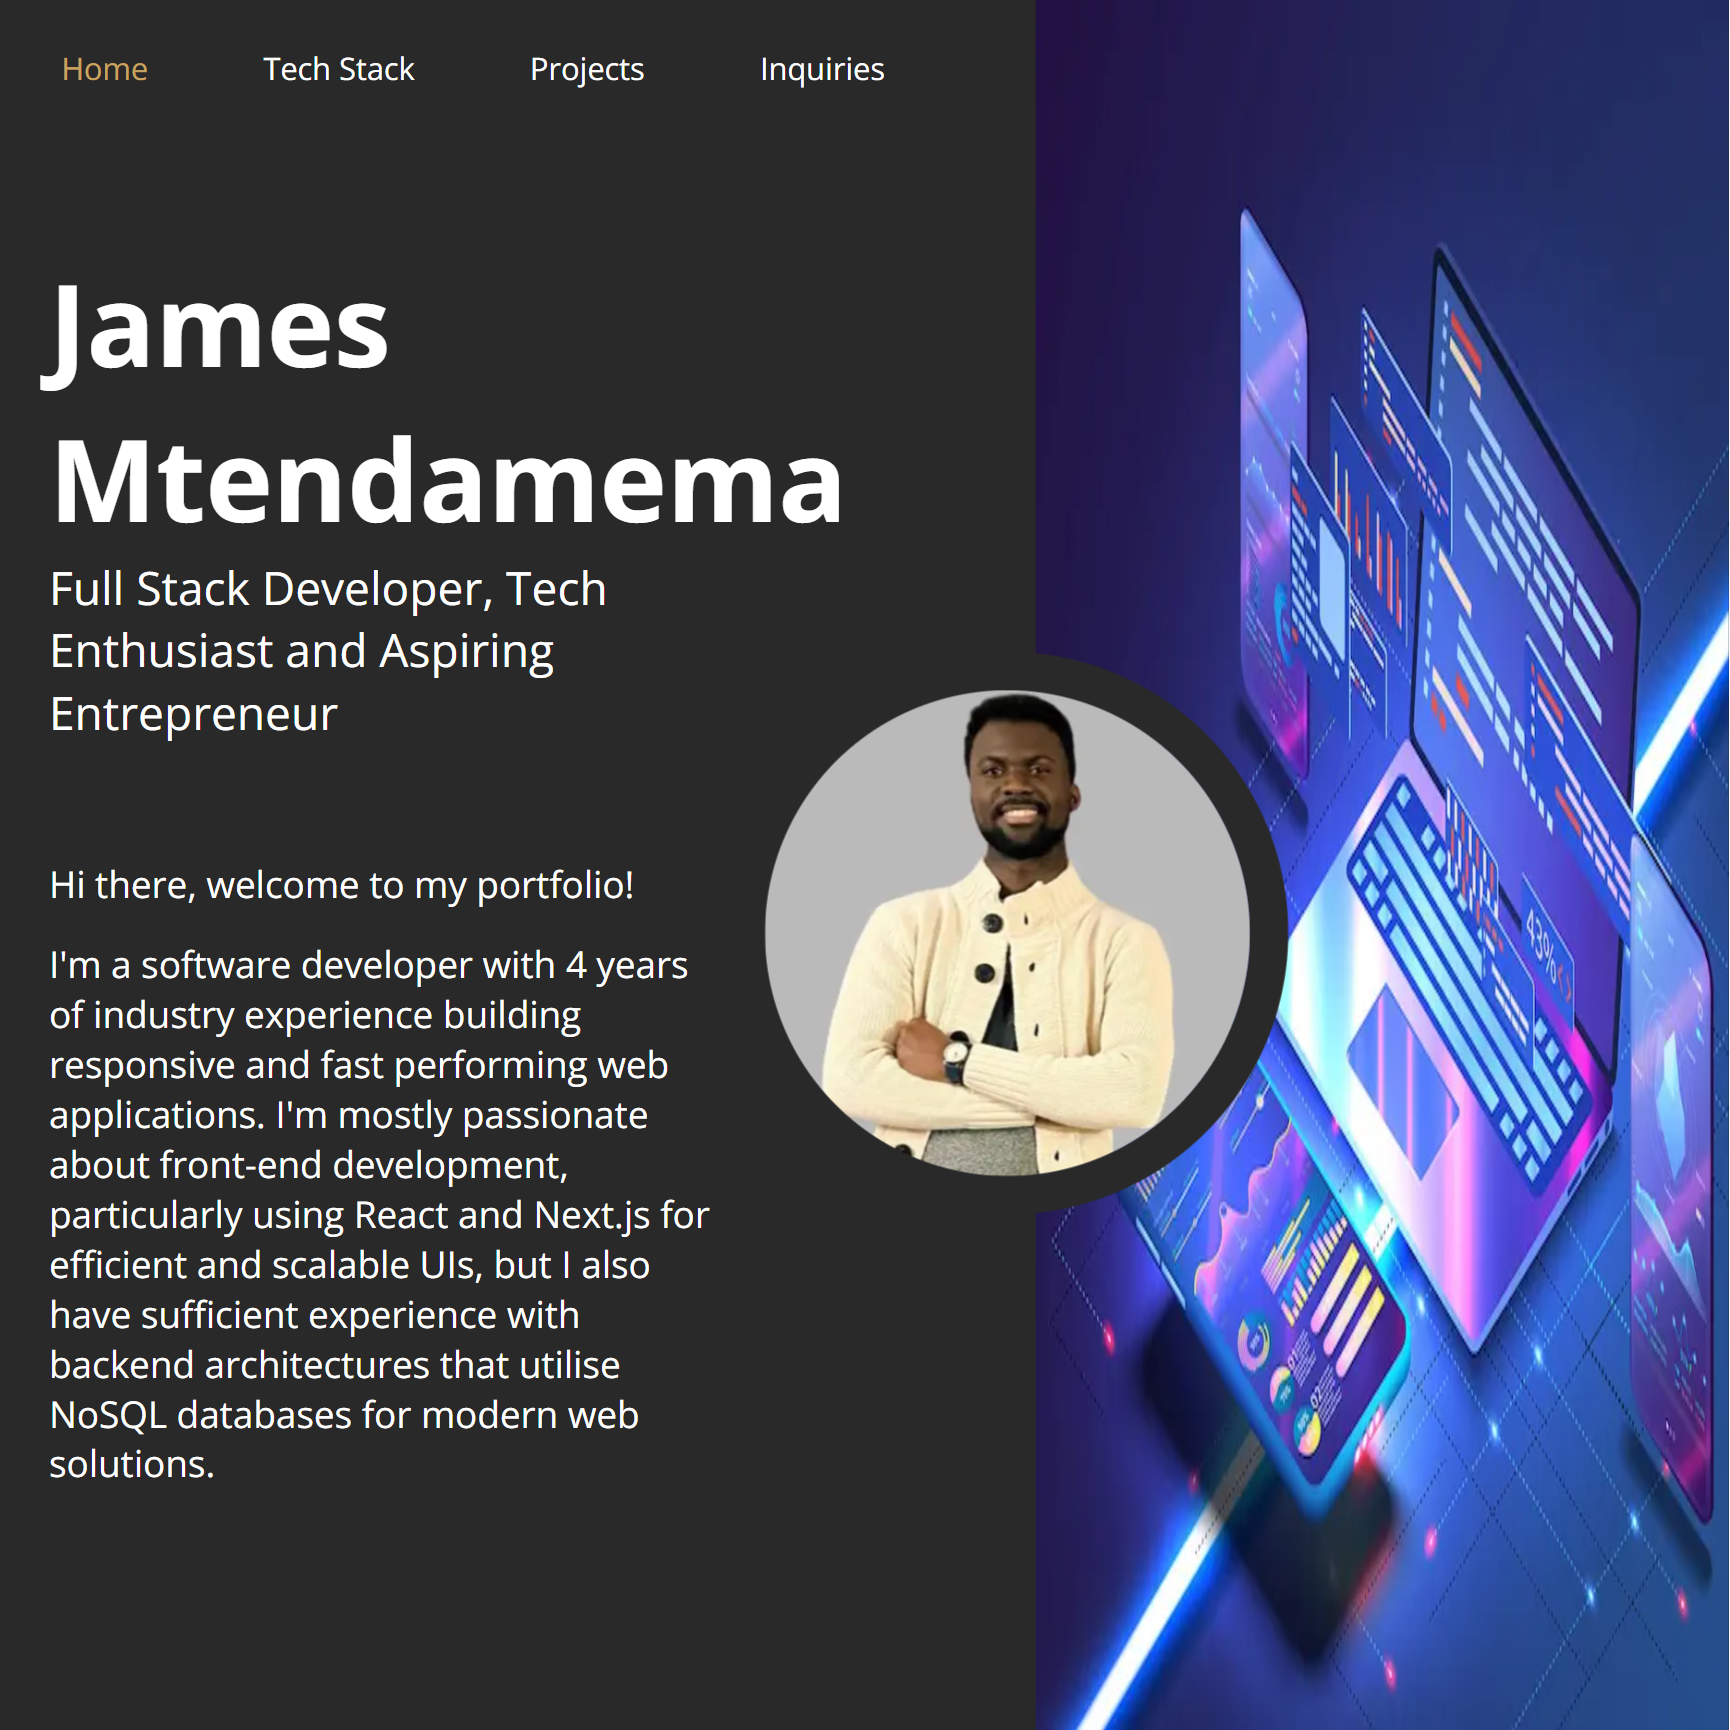 Home Tech Stack Projects Inquiries
James
Mtendamema
Full Stack Developer, Tech
Enthusiast and Aspiring
Entrepreneur
Hi there, welcome to my portfolio!
I'm a software developer with 4 years
of industry experience building
responsive and fast performing web
applications. I'm mostly passionate
about front-end development,
particularly using React and Next.js for
efficient and scalable UIs, but I also
have sufficient experience with
backend architectures that utilise
NoSQL databases for modern web
solutions.
43%